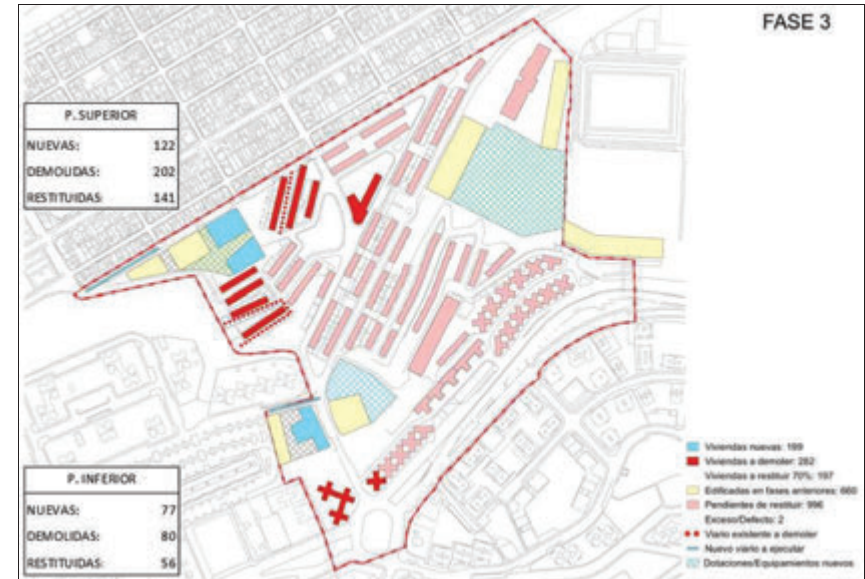 FASE 3
P. SUPERIOR
NUEVAS: 122
DEMOLIDAS: 202
RESTITUIDAS: 141
P. INFERIOR
NUEVAS: 77
DEMOLIDAS: 80
RESTITUIDAS: 56
Viviendas nuevas: 199
Viviendas a demoler: 282
Viviendas a restituir 70%: 197
Edificadas en fases anteriores: 660
Pendientes de restituir: 996
Exceso/Defecto: 2
Viario existente a demoler
Nuevo viario a ejecutar
Dotaciones/Equipamientos nuevos